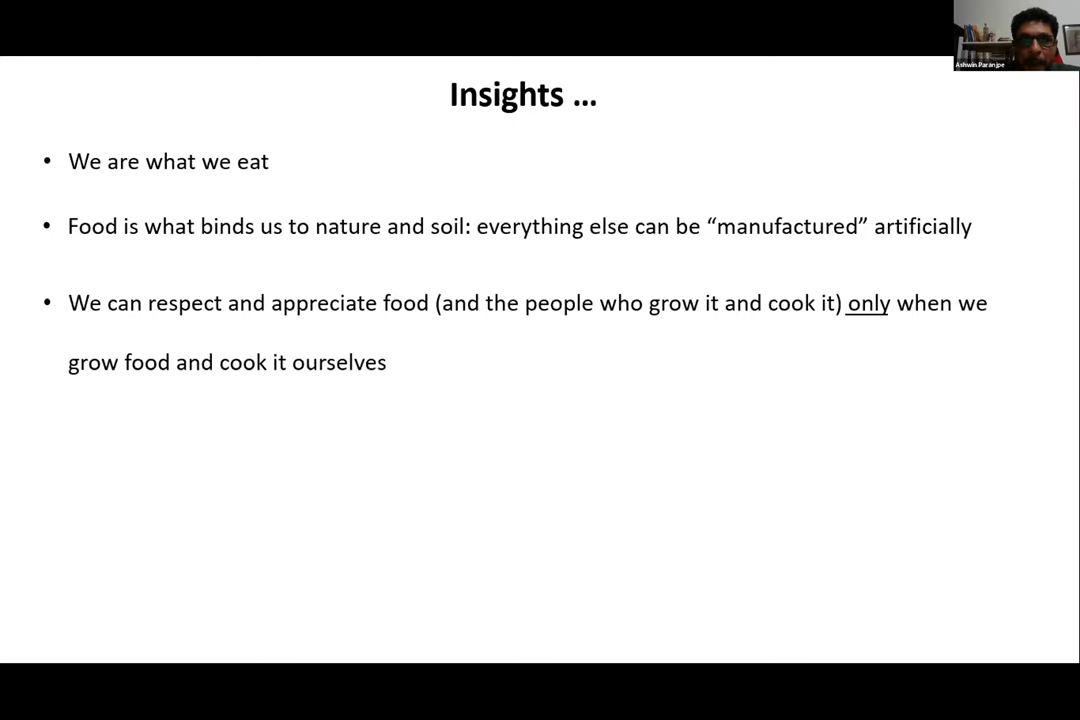 Ashwin Paranjpe
Insights ...
• We are what we eat
• Food is what binds us to nature and soil: everything else can be “manufactured” artificially
• We can respect and appreciate food (and the people who grow it and cook it) only when we
grow food and cook it ourselves